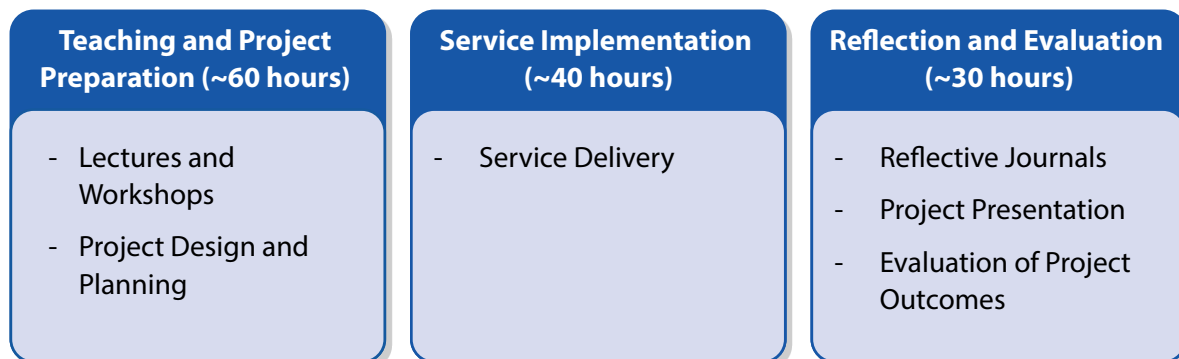 Teaching and Project
Preparation (~60 hours)
- Lectures and
Workshops
- Project Design and
Planning
Service Implementation
(~40 hours)
- Service Delivery
Reflection and Evaluation
(~30 hours)
- Reflective Journals
- Project Presentation
- Evaluation of Project
Outcomes